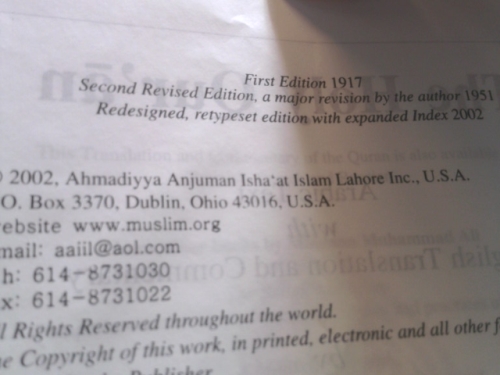 First Edition 1917
Second Revised Edition, a major revision by the author 1951
Redesigned, retypeset edition with expanded Index 2002
2002, Ahmadiyya Anjuman Isha‘at Islam Lahore Inc., U.S.A.
.O. Box 3370, Dublin, Ohio 43016, U.S.A.
ebsite www.muslim.org
mail: aaiil@aol.com
h: 614-8731030
x: 614-8731022
l Rights Reserved throughout the world.
e Copyright of this work, in printed, electronic and all other f
Publisher